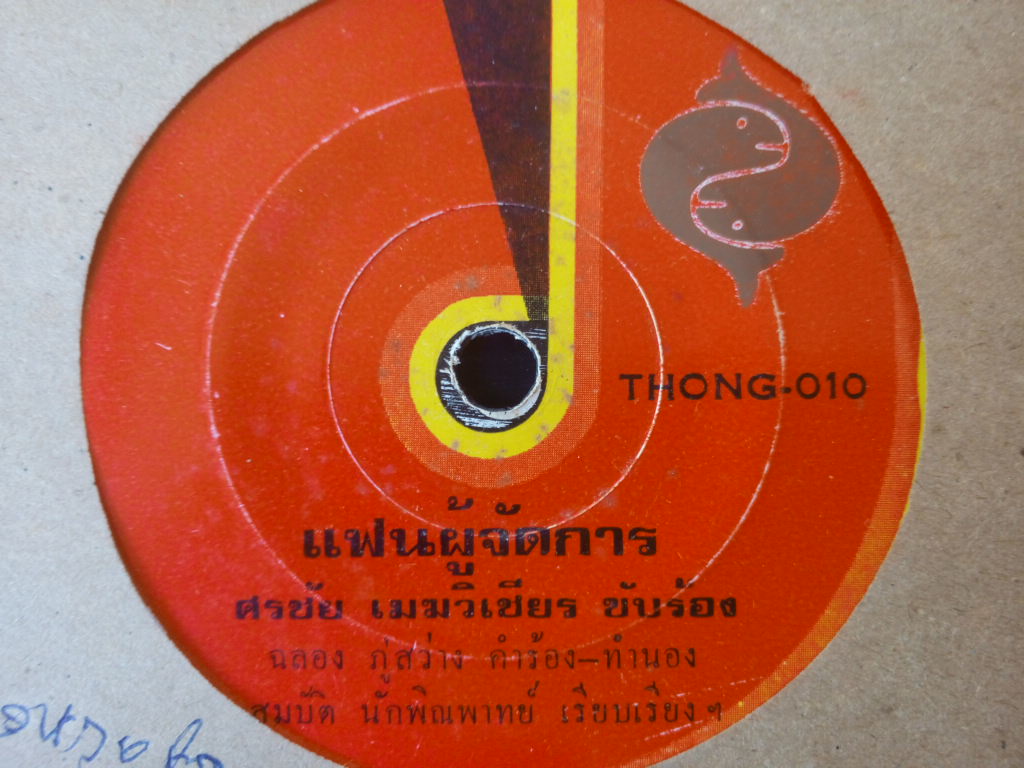 THONG-010
แฟนผู้จัดการ
ศรชัย เมฆวิเชียร ขับร้อง
ฉลอง ภู่สว่าง คำร้อง-ทำนอง
สมบัติ นักพิณพาทย์ เรียบเรียงฯ